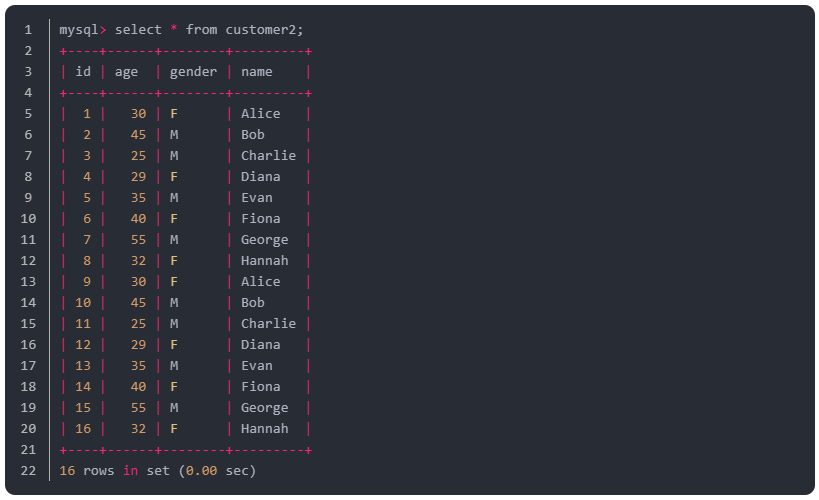 1 mysql> select * from customer2;
2 +----+------+--------+---------+
3 | id | age  | gender | name    |
4 +----+------+--------+---------+
5 |  1 |   30 | F      | Alice   |
6 |  2 |   45 | M      | Bob     |
7 |  3 |   25 | M      | Charlie |
8 |  4 |   29 | F      | Diana   |
9 |  5 |   35 | M      | Evan    |
10 |  6 |   40 | F      | Fiona   |
11 |  7 |   55 | M      | George  |
12 |  8 |   32 | F      | Hannah  |
13 |  9 |   30 | F      | Alice   |
14 | 10 |   45 | M      | Bob     |
15 | 11 |   25 | M      | Charlie |
16 | 12 |   29 | F      | Diana   |
17 | 13 |   35 | M      | Evan    |
18 | 14 |   40 | F      | Fiona   |
19 | 15 |   55 | M      | George  |
20 | 16 |   32 | F      | Hannah  |
21 +----+------+--------+---------+
22 16 rows in set (0.00 sec)